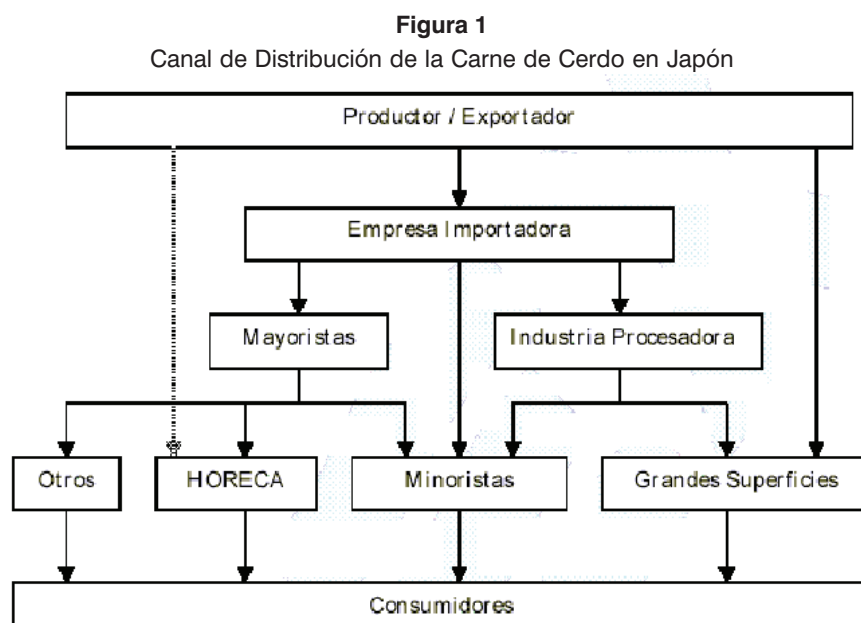 Figura 1
Canal de Distribución de la Carne de Cerdo en Japón
Productor / Exportador
Empresa Importadora
Mayoristas
Industria Procesadora
Otros
HORECA
Minoristas
Grandes Superficies
Consumidores